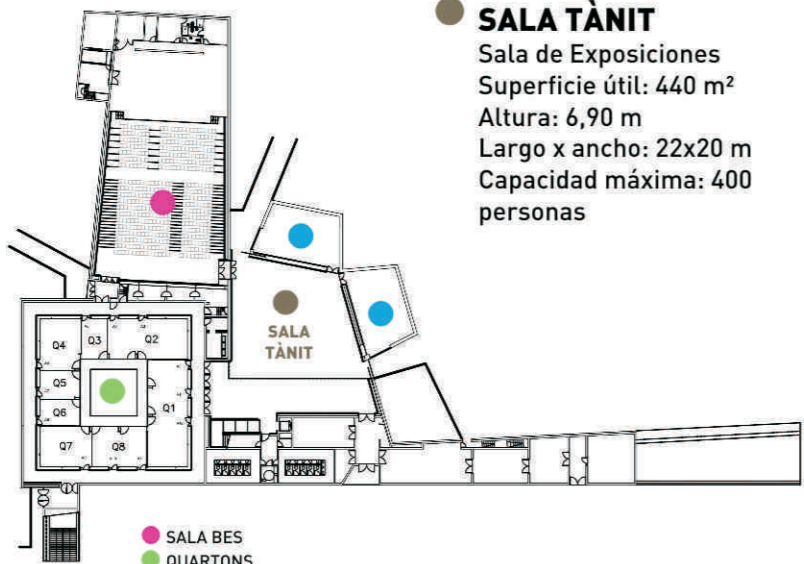 SALA TÀNIT
Sala de Exposiciones
Superficie útil: 440 m²
Altura: 6,90 m
Largo x ancho: 22x20 m
Capacidad máxima: 400
personas
SALA
TÀNIT
Q4
Q3
Q2
Q5
Q6
Q1
Q7
Q8
SALA BES
QUARTONS